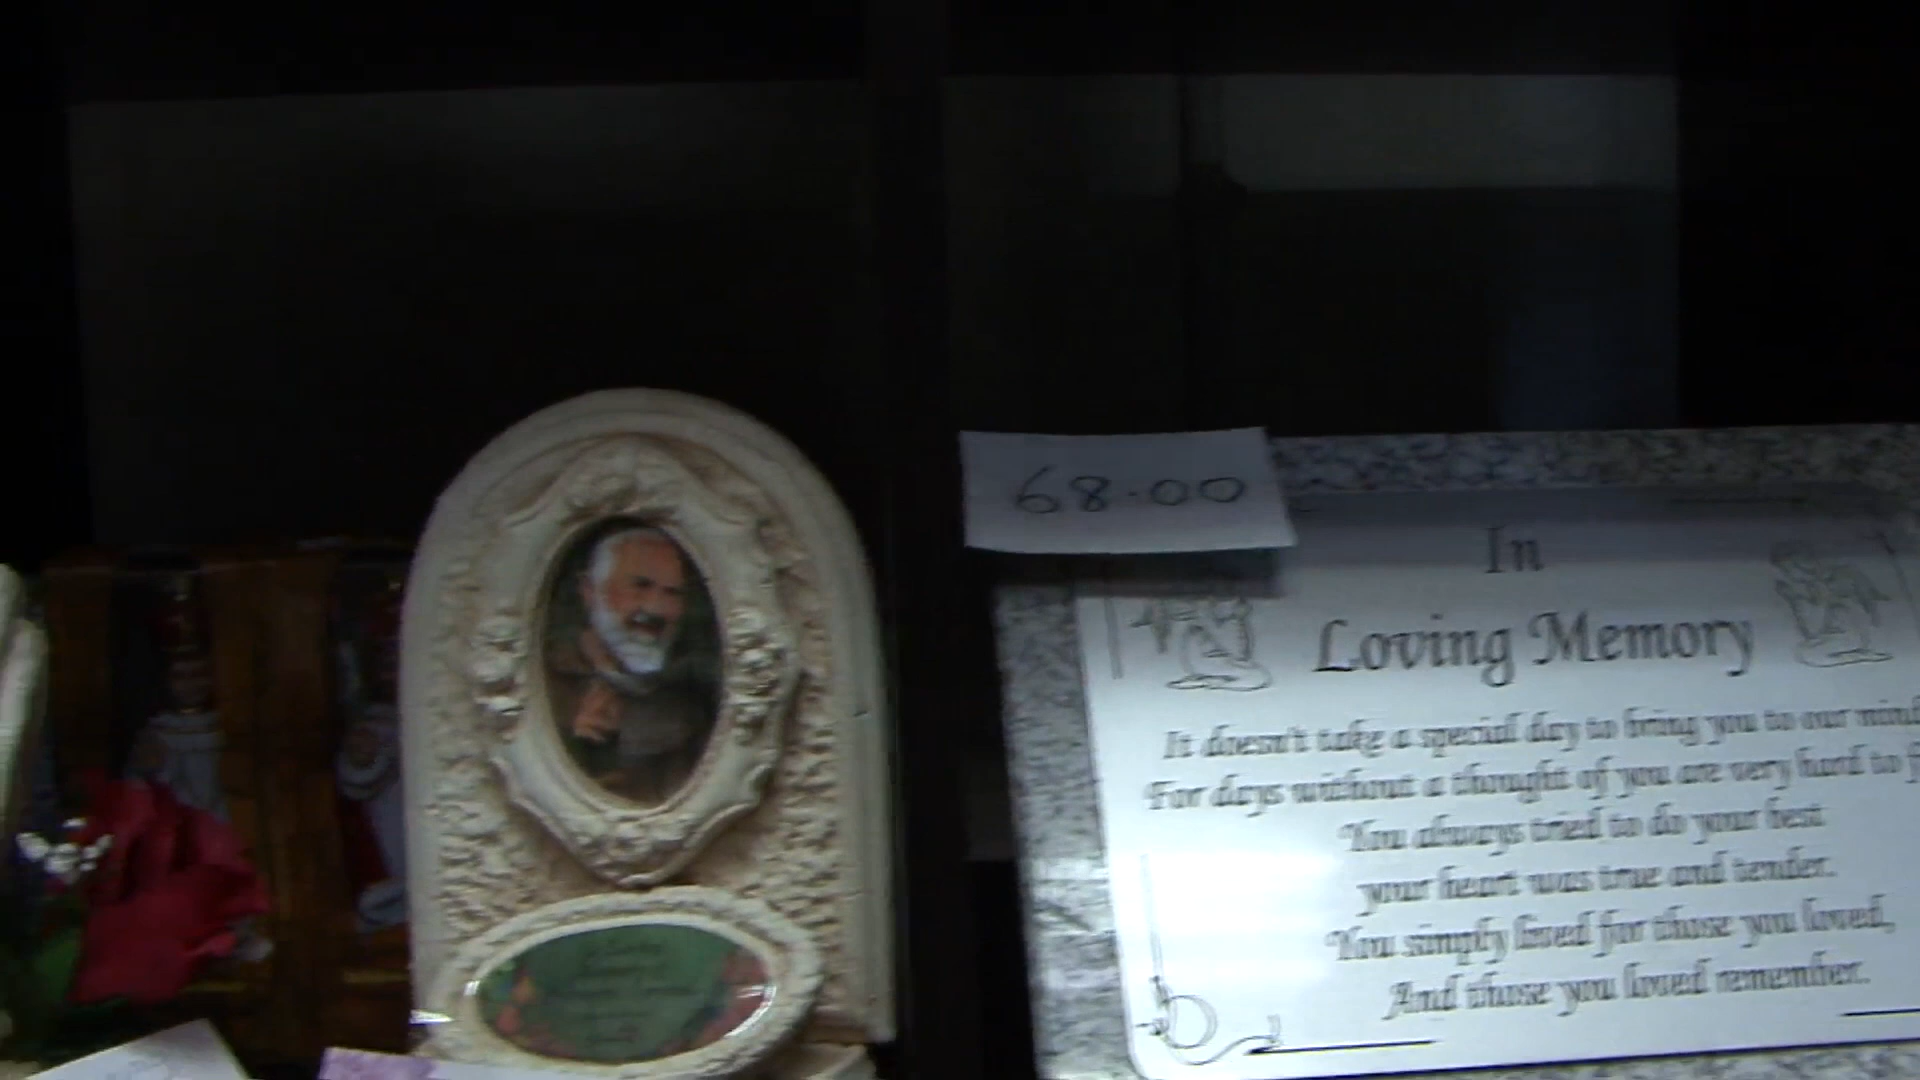 68.00
In
Loving Memory
It doesn't take a special day to bring you to our mind
For days without a thought of you are very hard to
You always tried to do your best
your heart was true and tender.
You simply lived for those you loved,
And those you loved remember.